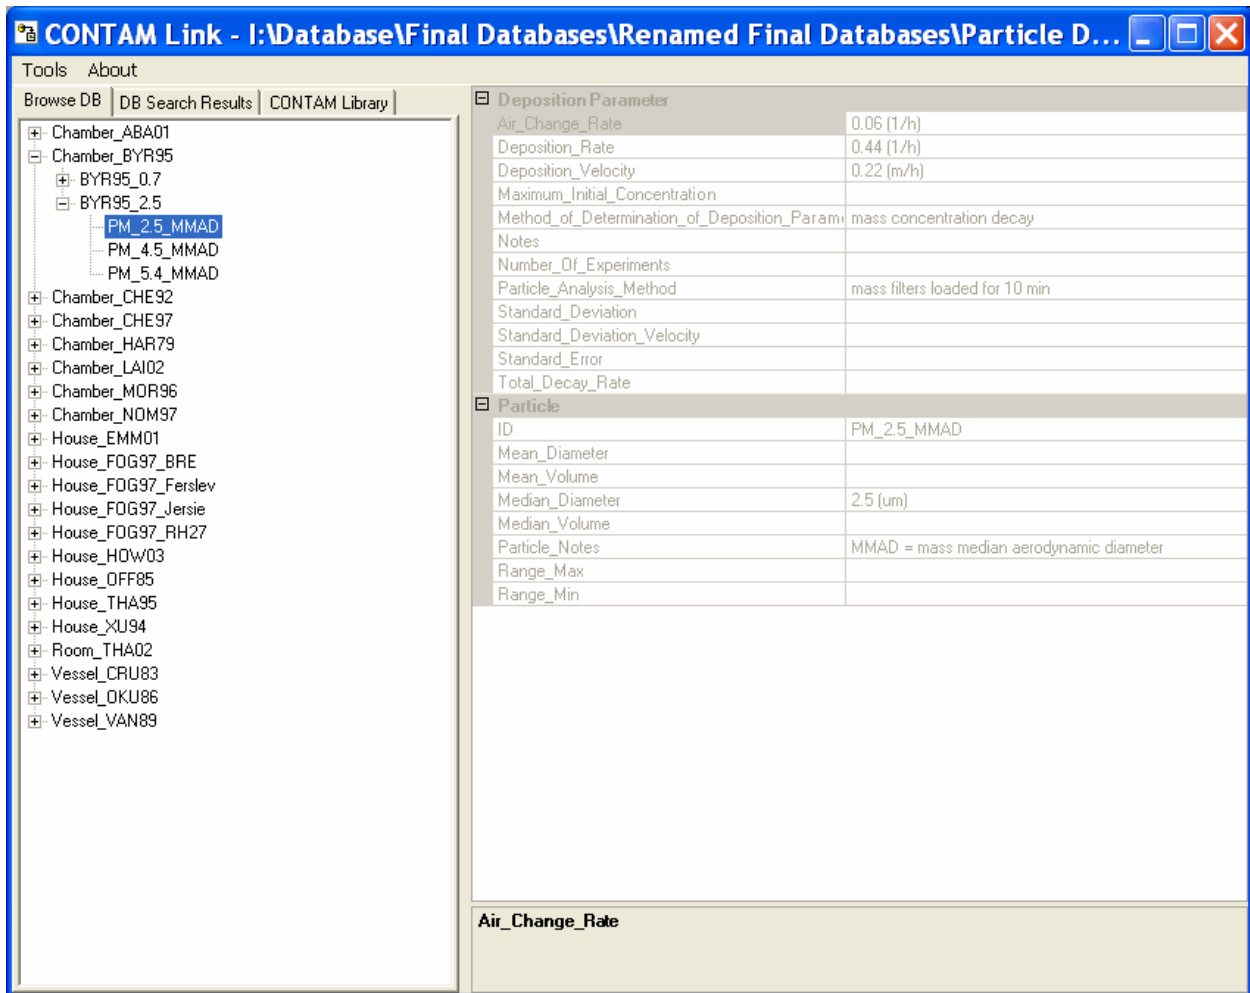 CONTAM Link - I:\Database\Final Databases\Renamed Final Databases\Particle D...
Tools About
Browse DB DB Search Results CONTAM Library
Chamber_ABA01
Chamber_BYR95
BYR95_0.7
BYR95_2.5
PM_2.5_MMAD
PM_4.5_MMAD
PM_5.4_MMAD
Chamber_CHE92
Chamber_CHE97
Chamber_HAR79
Chamber_LAI02
Chamber_MOR96
Chamber_NOM97
House_EMM01
House_FOG97_BRE
House_FOG97_Ferslev
House_FOG97_Jersie
House_FOG97_RH27
House_HOW03
House_OFF85
House_THA95
House_XU94
Room_THA02
Vessel_CRU83
Vessel_OKU86
Vessel_VAN89
Deposition Parameter
Air_Change_Rate 0.06 (1/h)
Deposition_Rate 0.44 (1/h)
Deposition_Velocity 0.22 (m/h)
Maximum_Initial_Concentration
Method_of_Determination_of_Deposition_Param mass concentration decay
Notes
Number_Of_Experiments
Particle_Analysis_Method mass filters loaded for 10 min
Standard_Deviation
Standard_Deviation_Velocity
Standard_Error
Total_Decay_Rate
Particle
ID PM_2.5_MMAD
Mean_Diameter
Mean_Volume
Median_Diameter 2.5 (um)
Median_Volume
Particle_Notes MMAD = mass median aerodynamic diameter
Range_Max
Range_Min
Air_Change_Rate